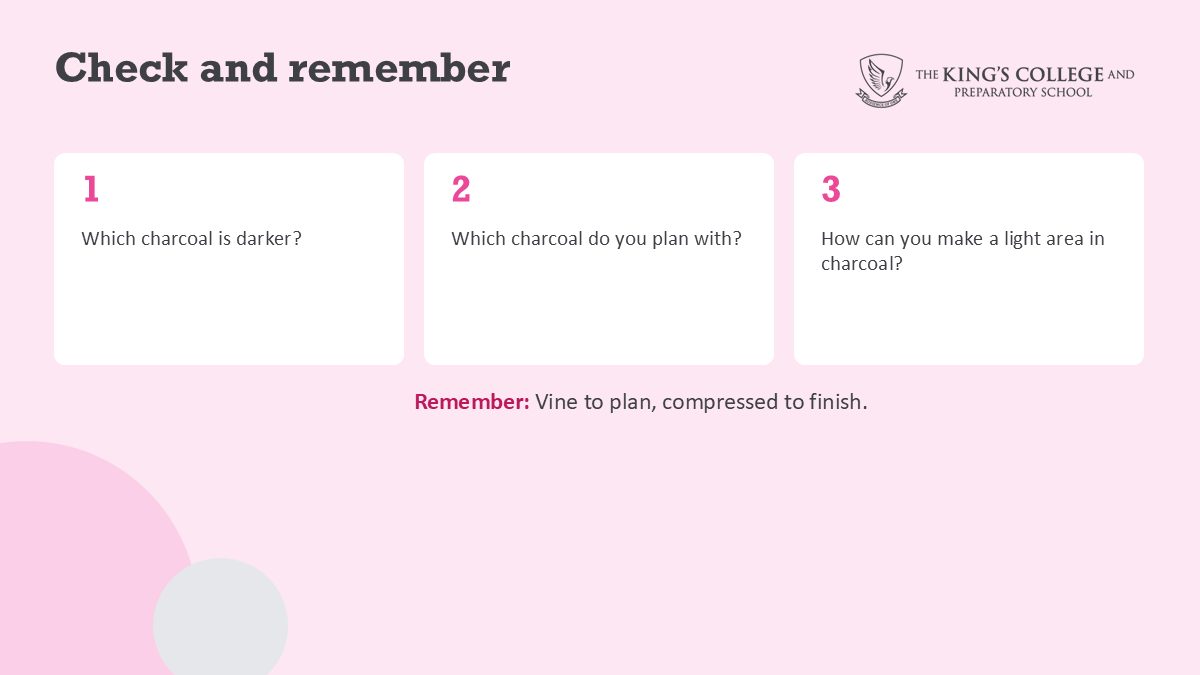 Check and remember
THE KING'S COLLEGE AND
PREPARATORY SCHOOL
1
Which charcoal is darker?
2
Which charcoal do you plan with?
3
How can you make a light area in
charcoal?
Remember: Vine to plan, compressed to finish.